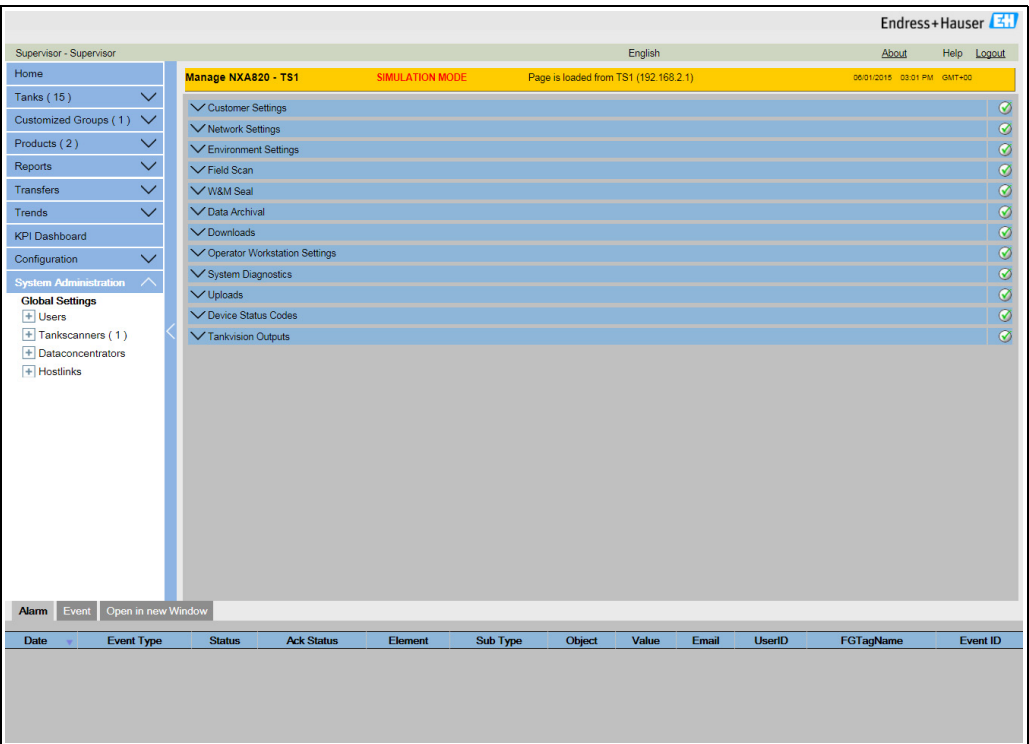 Endress+Hauser EH
Supervisor - Supervisor English About Help Logout
Home
Tanks ( 15 )
Customized Groups ( 1 )
Products ( 2 )
Reports
Transfers
Trends
KPI Dashboard
Configuration
System Administration
Global Settings
Users
Tankscanners ( 1 )
Dataconcentrators
Hostlinks
Manage NXA820 - TS1 SIMULATION MODE Page is loaded from TS1 (192.168.2.1) 06/01/2015 03:01 PM GMT+00
Customer Settings
Network Settings
Environment Settings
Field Scan
W&M Seal
Data Archival
Downloads
Operator Workstation Settings
System Diagnostics
Uploads
Device Status Codes
Tankvision Outputs
Alarm Event Open in new Window
Date Event Type Status Ack Status Element Sub Type Object Value Email UserID FGTagName Event ID